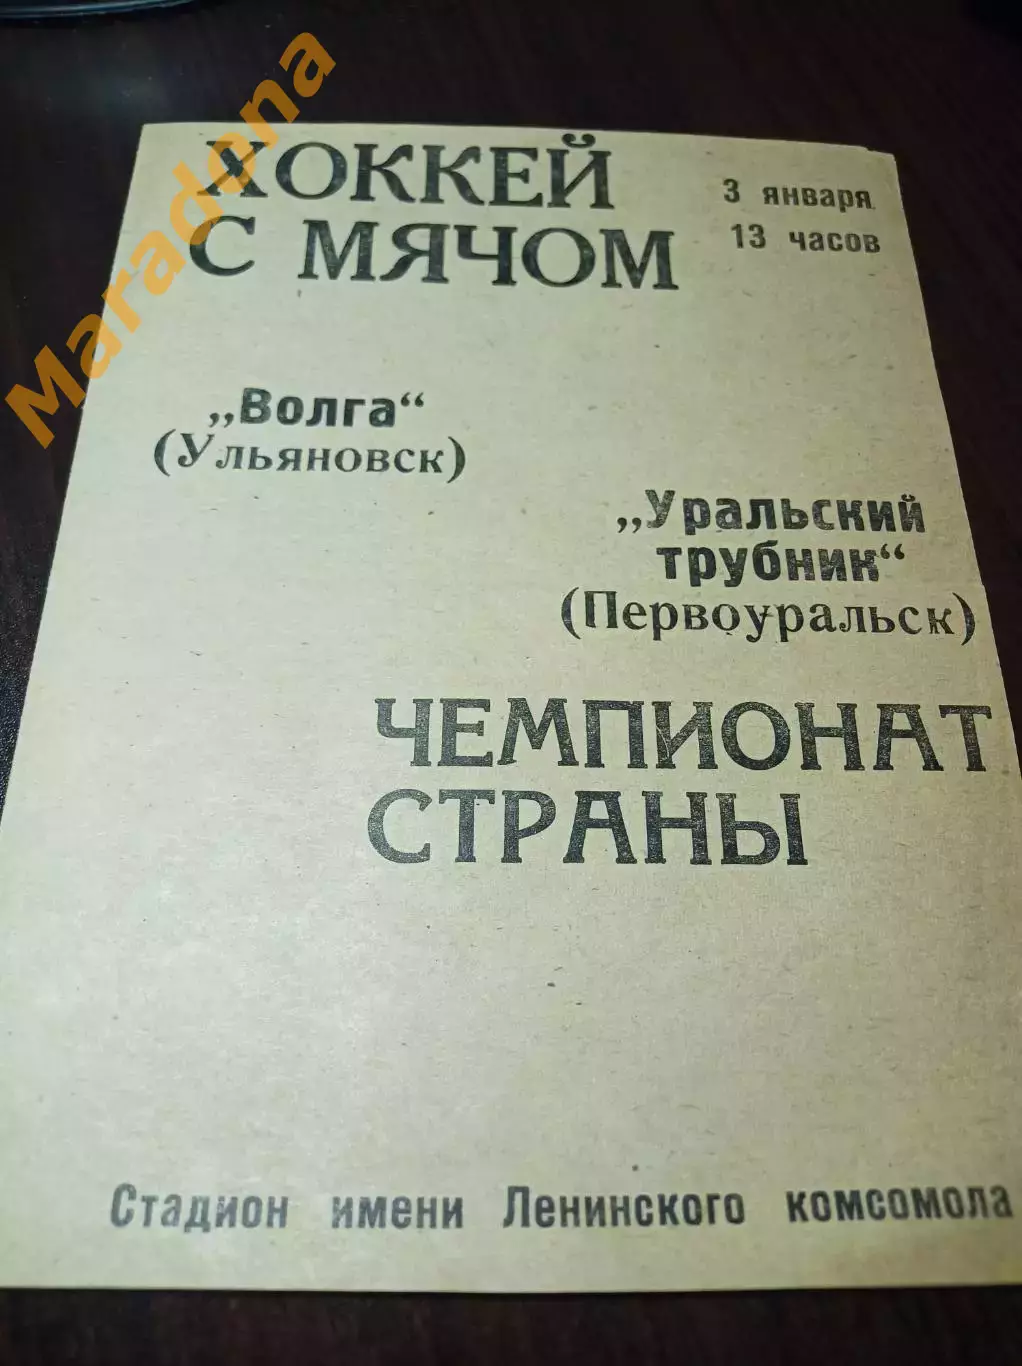 Maradona
ХОККЕЙ
С МЯЧОМ
3 января
13 часов
„Волга“
(Ульяновск)
„Уральский
трубник“
(Первоуральск)
ЧЕМПИОНАТ
СТРАНЫ
Стадион имени Ленинского комсомола